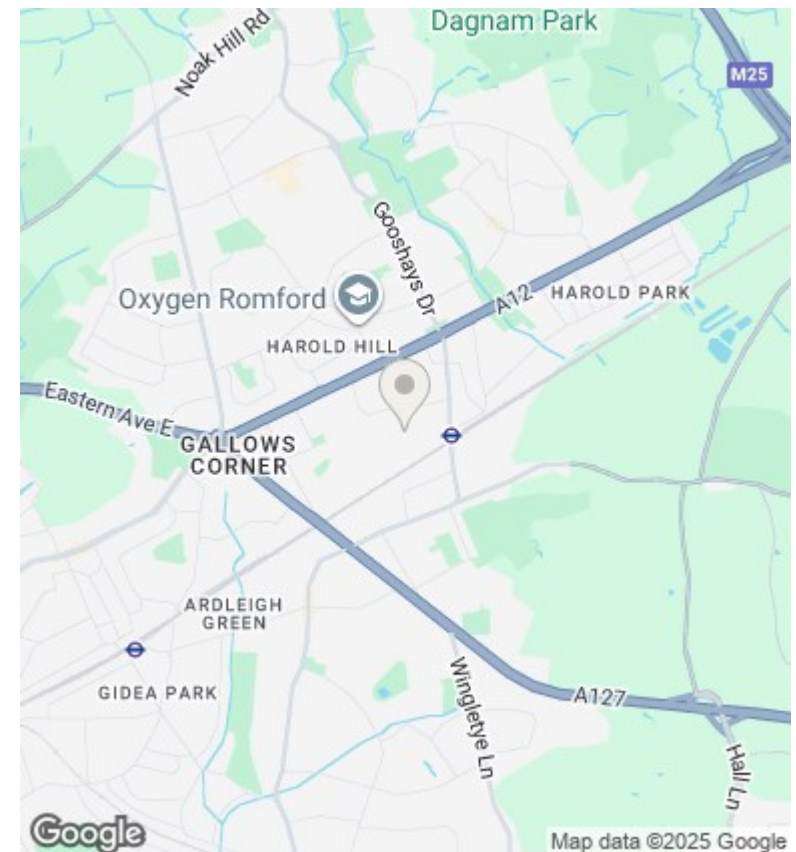 Dagnam Park
Noak Hill Rd
M25
Gooshays Dr
Oxygen Romford
A12
HAROLD PARK
HAROLD HILL
Eastern Ave E
GALLOWS
CORNER
ARDLEIGH
GREEN
GIDEA PARK
Wingletye Ln
A127
Hall Ln
Google
Map data ©2025 Google